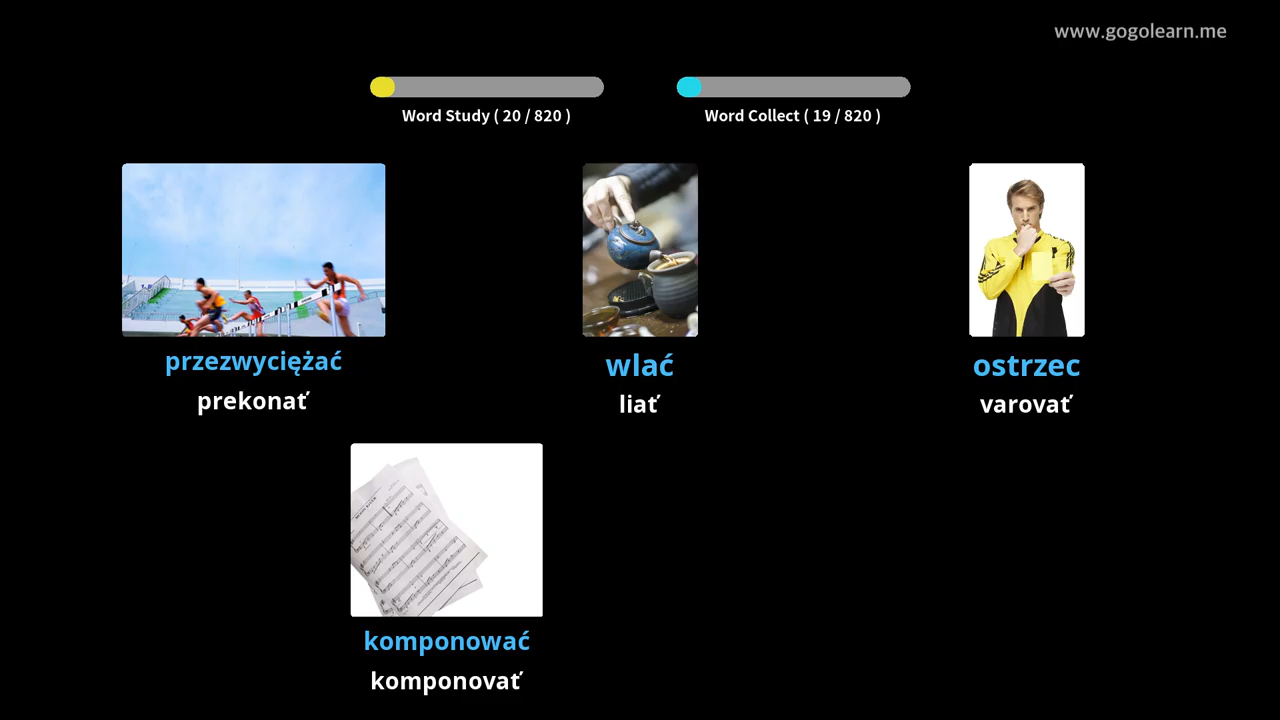 www.gogolearn.me
Word Study ( 20 / 820 )
Word Collect ( 19 / 820 )
przezwyciężać
prekonať
wlać
liať
ostrzec
varovať
komponować
komponovať